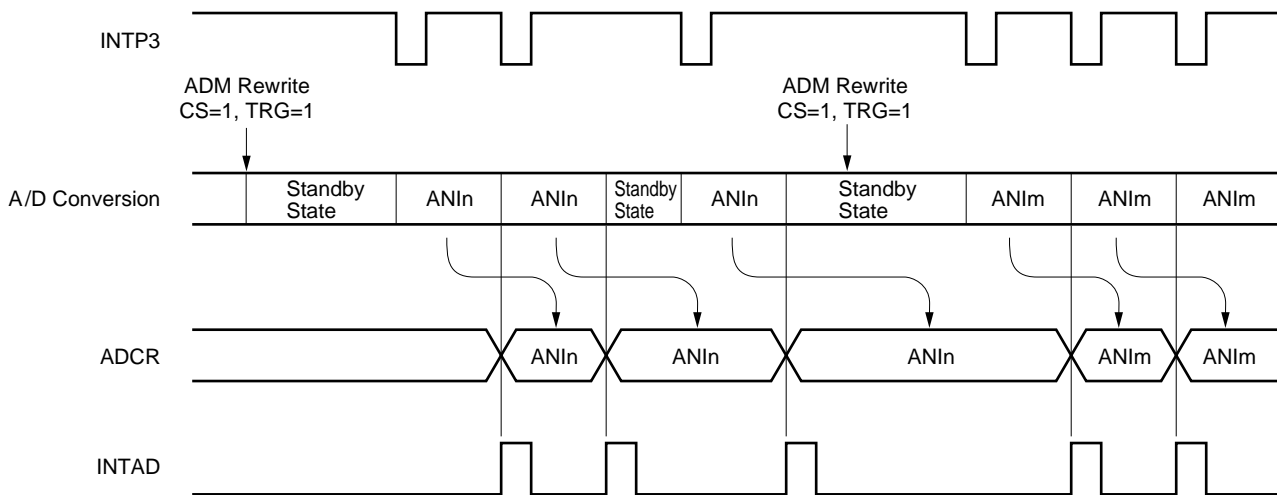 INTP3
ADM Rewrite
CS=1, TRG=1
ADM Rewrite
CS=1, TRG=1
A/D Conversion
Standby
State
ANIn
ANIn
Standby
State
ANIn
Standby
State
ANIm
ANIm
ANIm
ADCR
ANIn
ANIn
ANIn
ANIm
ANIm
INTAD